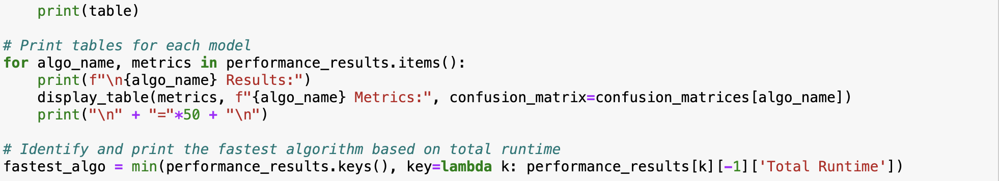 print(table)

# Print tables for each model
for algo_name, metrics in performance_results.items():
    print(f"\n{algo_name} Results:")
    display_table(metrics, f"{algo_name} Metrics:", confusion_matrix=confusion_matrices[algo_name])
    print("\n" + "="*50 + "\n")

# Identify and print the fastest algorithm based on total runtime
fastest_algo = min(performance_results.keys(), key=lambda k: performance_results[k][-1]['Total Runtime'])